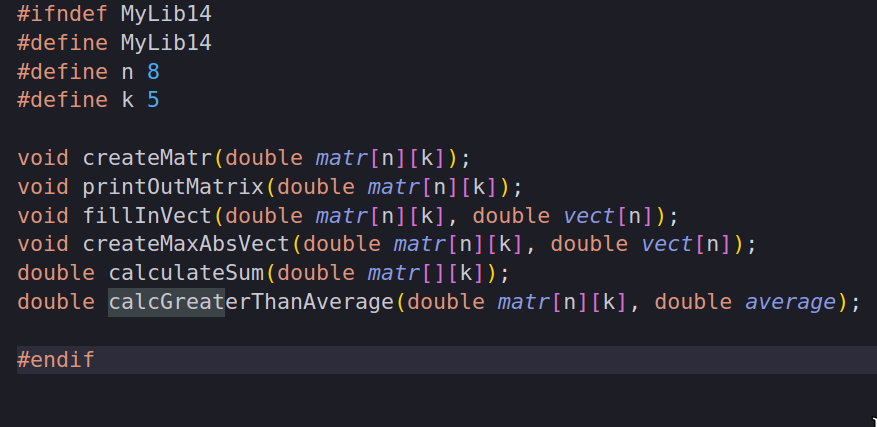 #ifndef MyLib14
#define MyLib14
#define n 8
#define k 5
void createMatr(double matr[n][k]);
void printOutMatrix(double matr[n][k]);
void fillInVect(double matr[n][k], double vect[n]);
void createMaxAbsVect(double matr[n][k], double vect[n]);
double calculateSum(double matr[][k]);
double calcGreaterThanAverage(double matr[n][k], double average);
#endif